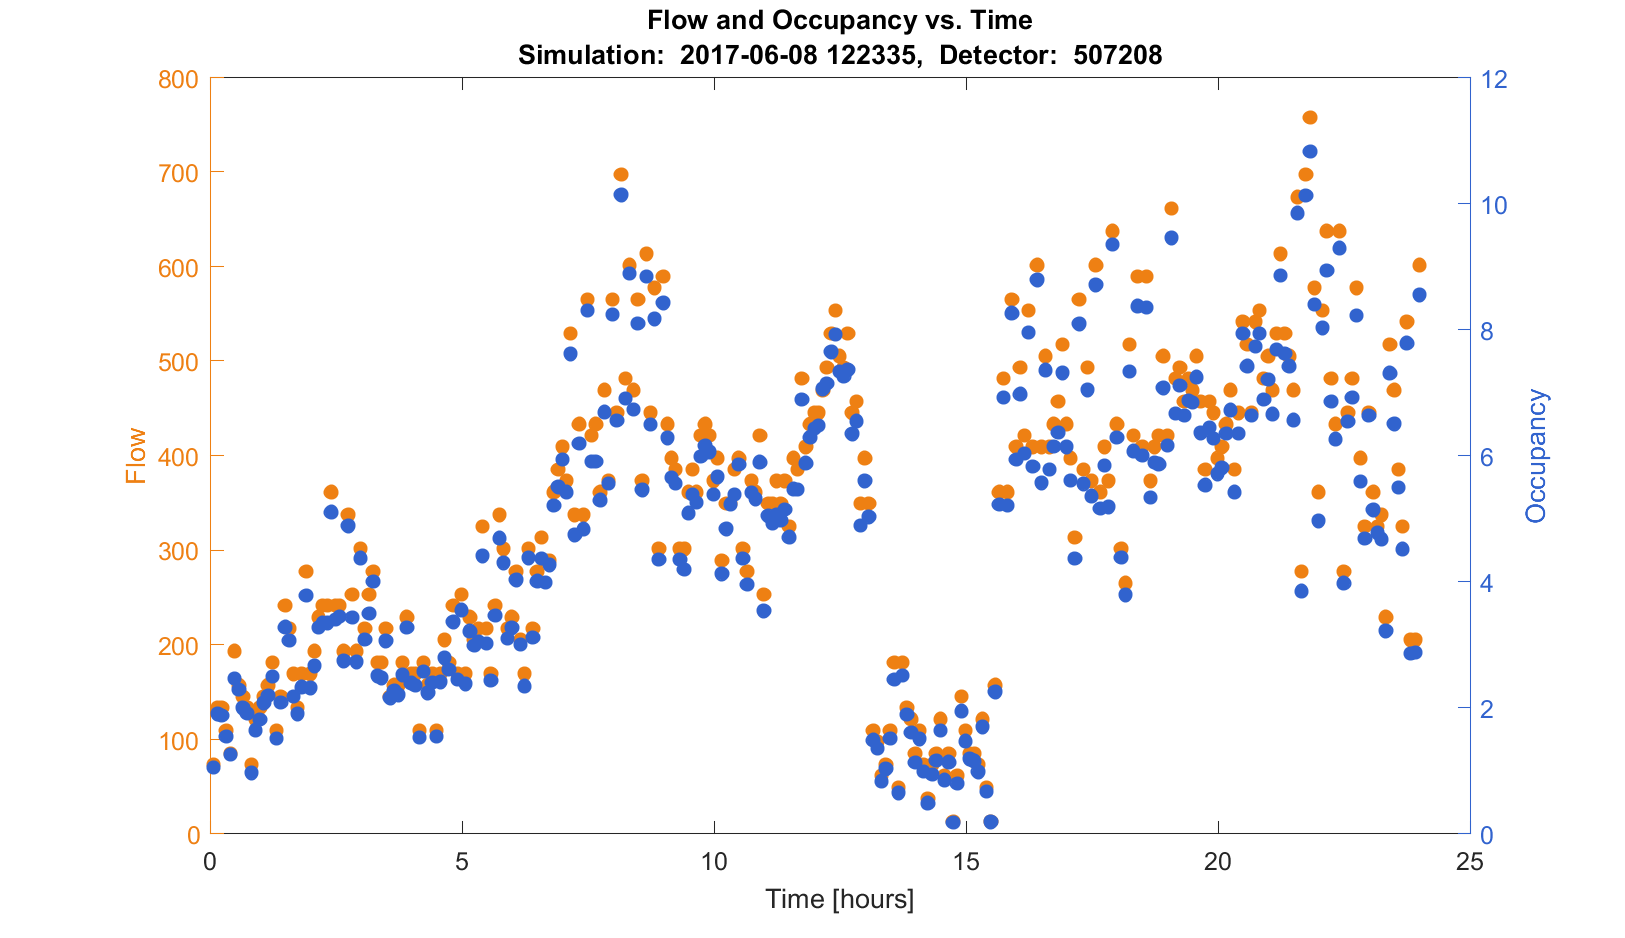 Flow and Occupancy vs. Time
Simulation:  2017-06-08 122335,  Detector:  507208
800
700
600
500
400
300
200
100
0
Flow
12
10
8
6
4
2
0
Occupancy
0 5 10 15 20 25
Time [hours]